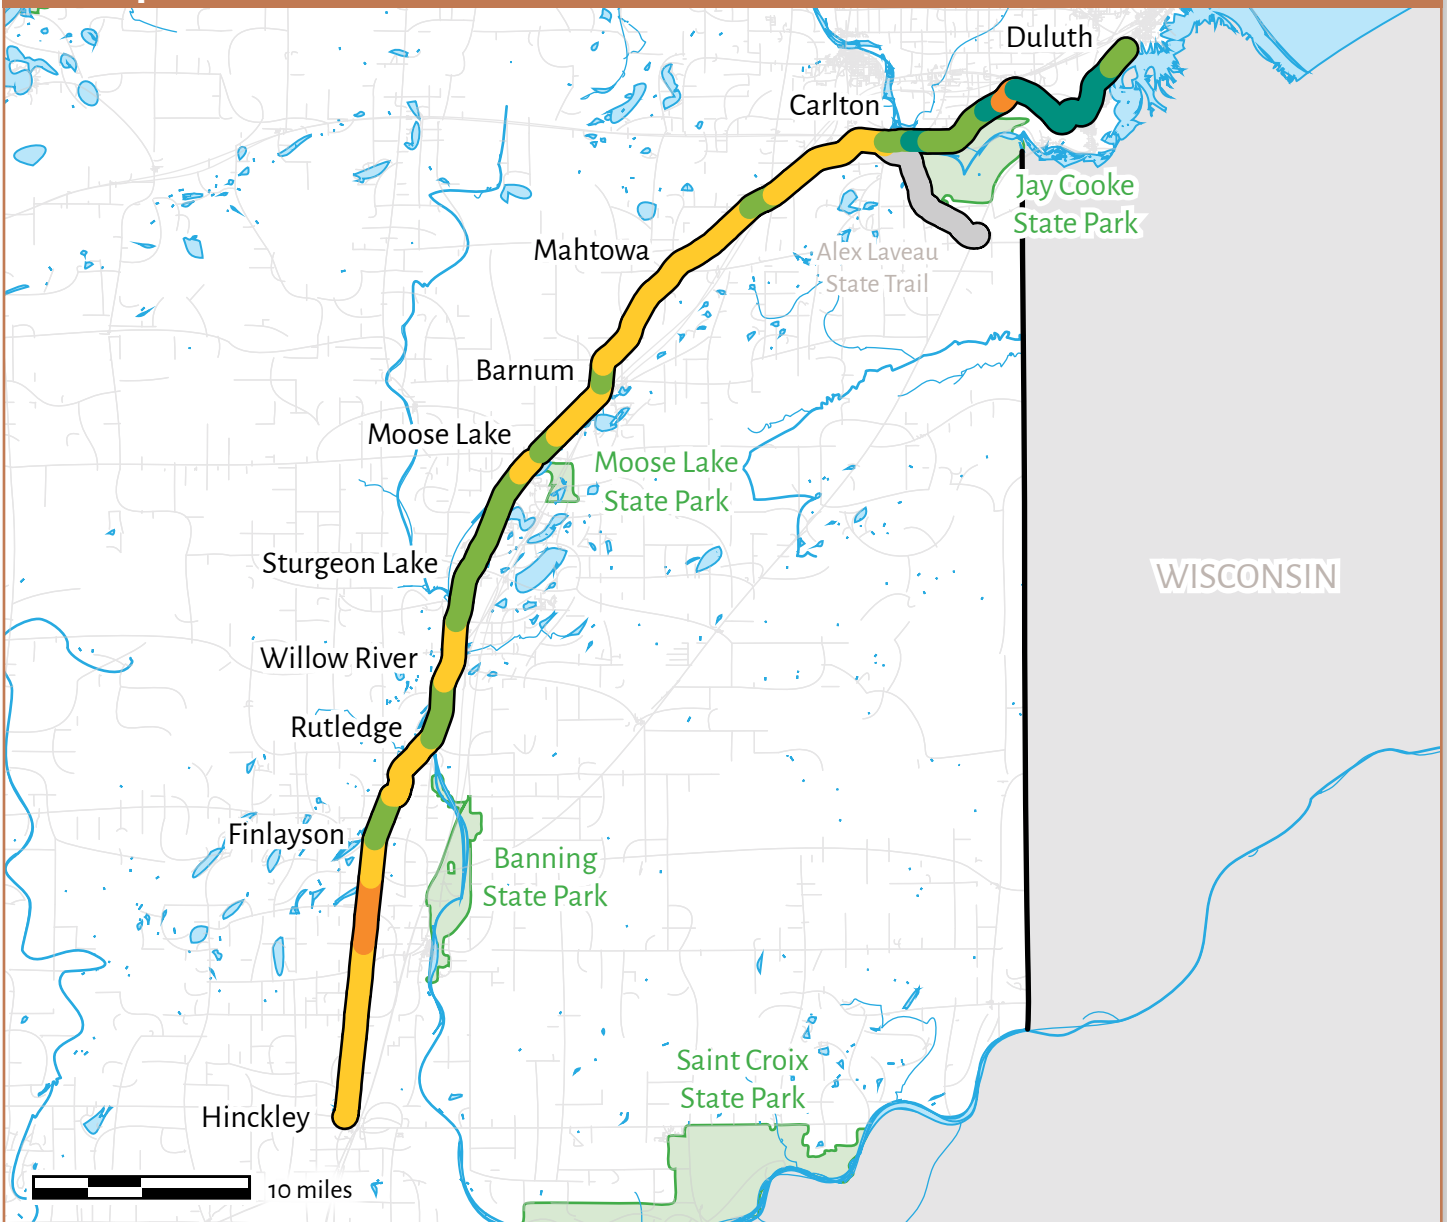 Duluth
Carlton
Jay Cooke
State Park
Mahtowa
Alex Laveau
State Trail
Barnum
Moose Lake
Moose Lake
State Park
Sturgeon Lake
WISCONSIN
Willow River
Rutledge
Finlayson
Banning
State Park
Saint Croix
State Park
Hinckley
10 miles